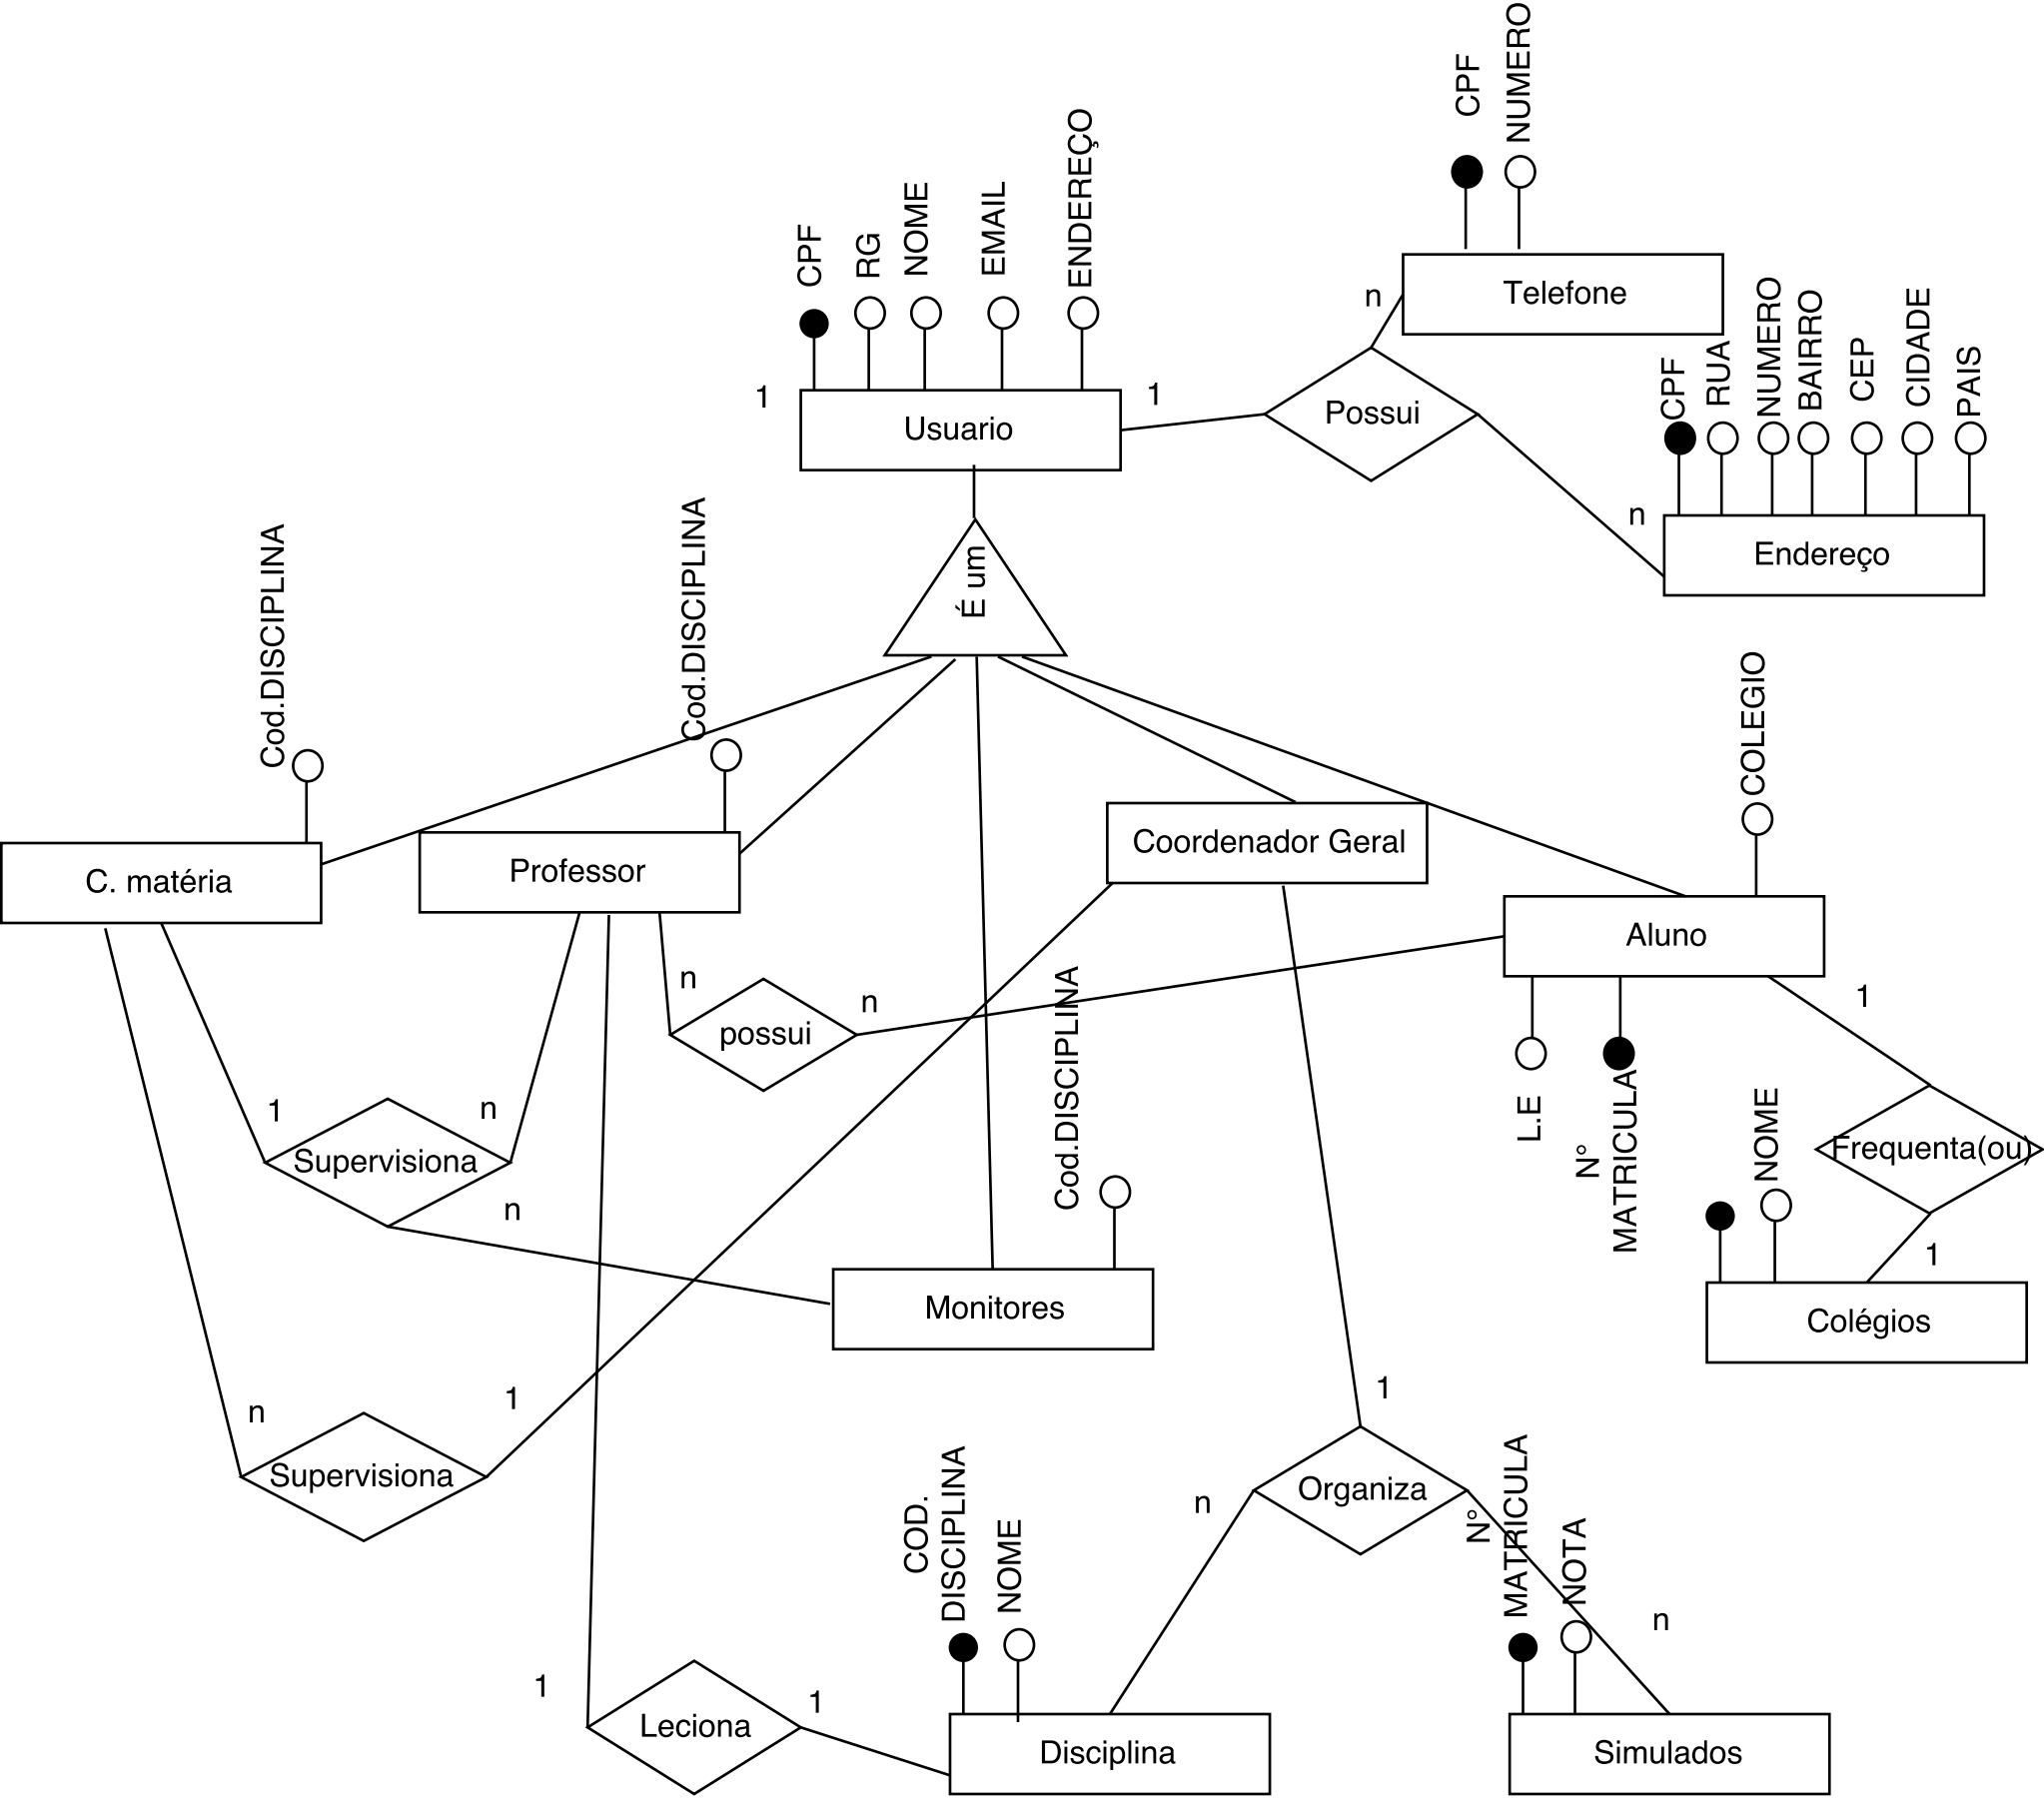 CPF
NUMERO
Telefone
CPF
RG
NOME
EMAIL
ENDEREÇO
1
Usuario
1
Possui
n
n
CPF
RUA
NUMERO
BAIRRO
CEP
CIDADE
PAIS
Endereço
É um
Cod.DISCIPLINA
C. matéria
Cod.DISCIPLINA
Professor
Coordenador Geral
COLEGIO
Aluno
L.E
N°
MATRICULA
1
Frequenta(ou)
1
NOME
Colégios
n
possui
n
1
Supervisiona
n
n
Cod.DISCIPLINA
Monitores
n
Supervisiona
1
1
Organiza
n
n
1
Leciona
1
COD.
DISCIPLINA
NOME
Disciplina
N°
MATRICULA
NOTA
Simulados